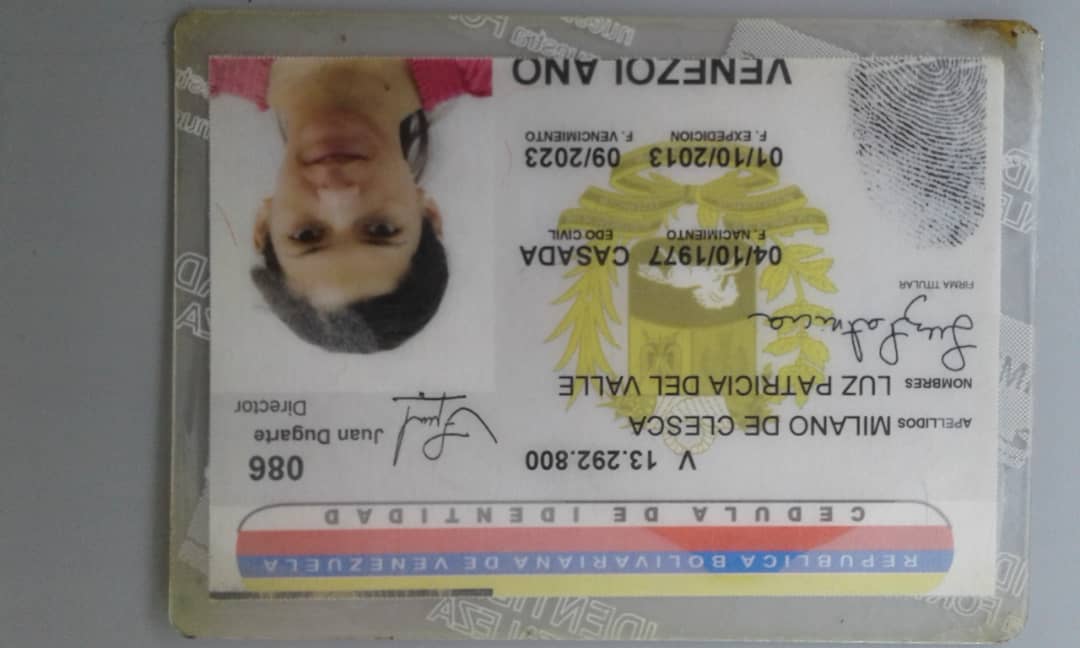 REPUBLICA BOLIVARIANA DE VENEZUELA
CEDULA DE IDENTIDAD
V 13.292.800
086
APELLIDOS MILANO DE CLESCA
Juan Dugarte
Director
NOMBRES LUZ PATRICIA DEL VALLE
Luz Patricia
FIRMA TITULAR
04/10/1977 CASADA
F. NACIMIENTO EDO CIVIL
01/10/2013 09/2023
F. EXPEDICION F. VENCIMIENTO
VENEZOLANO